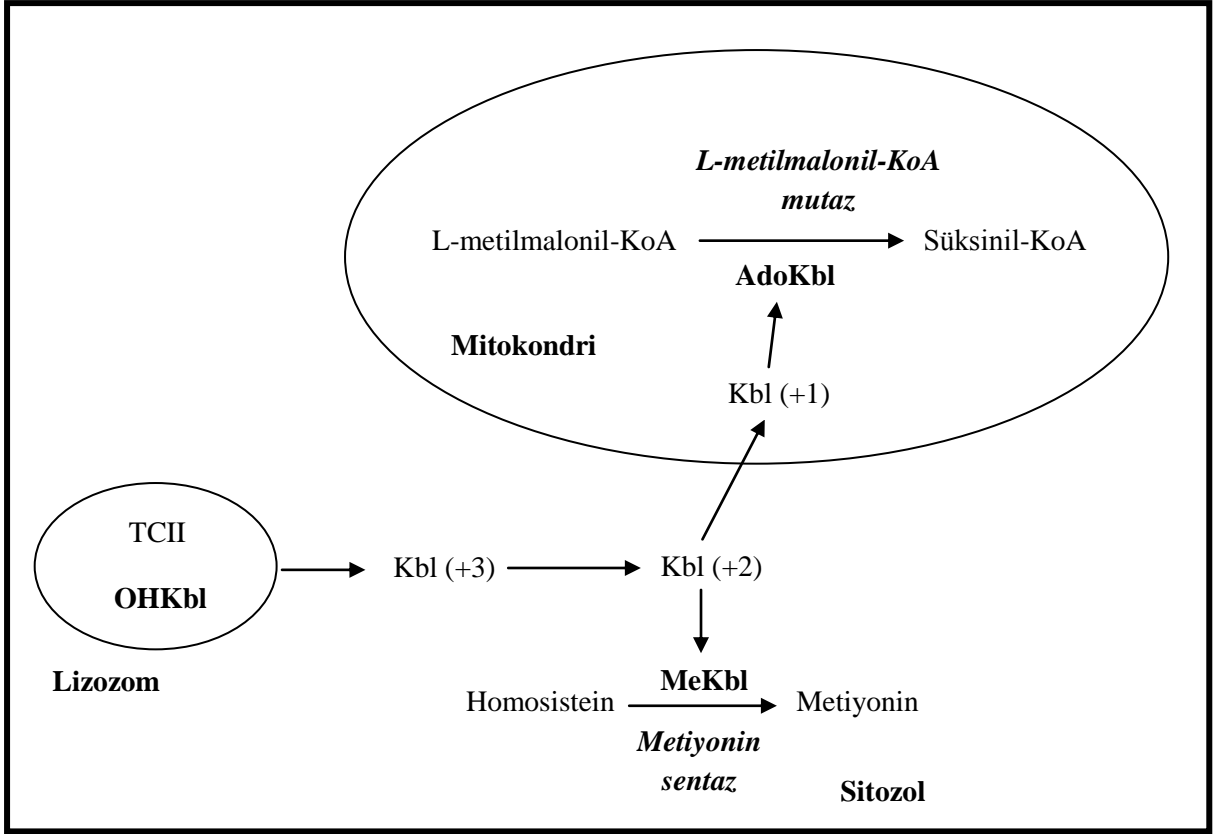 L-metilmalonil-KoA
mutaz
L-metilmalonil-KoA
Süksinil-KoA
AdoKbl
Mitokondri
Kbl (+1)
TCII
OHKbl
Kbl (+3)
Kbl (+2)
Lizozom
MeKbl
Homosistein
Metiyonin
Metiyonin
sentaz
Sitozol